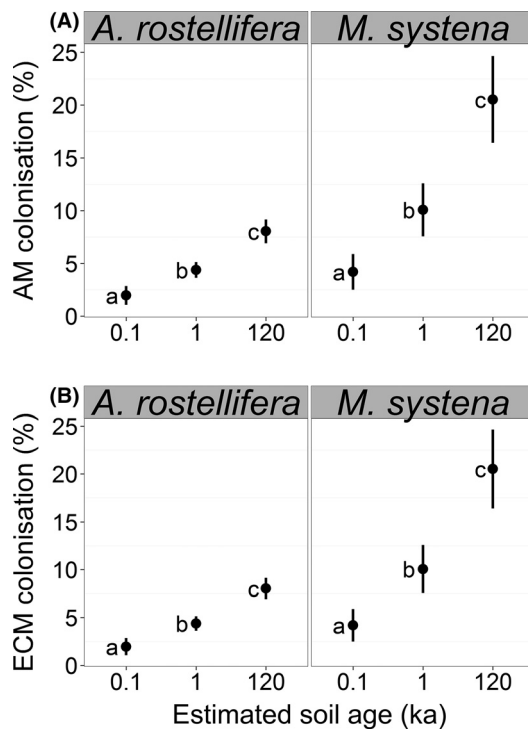 (A) A. rostellifera M. systena
AM colonisation (%)
25
20
15
10
5
0
a b c a b c
0.1 1 120 0.1 1 120
(B) A. rostellifera M. systena
ECM colonisation (%)
25
20
15
10
5
0
a b c a b c
0.1 1 120 0.1 1 120
Estimated soil age (ka)